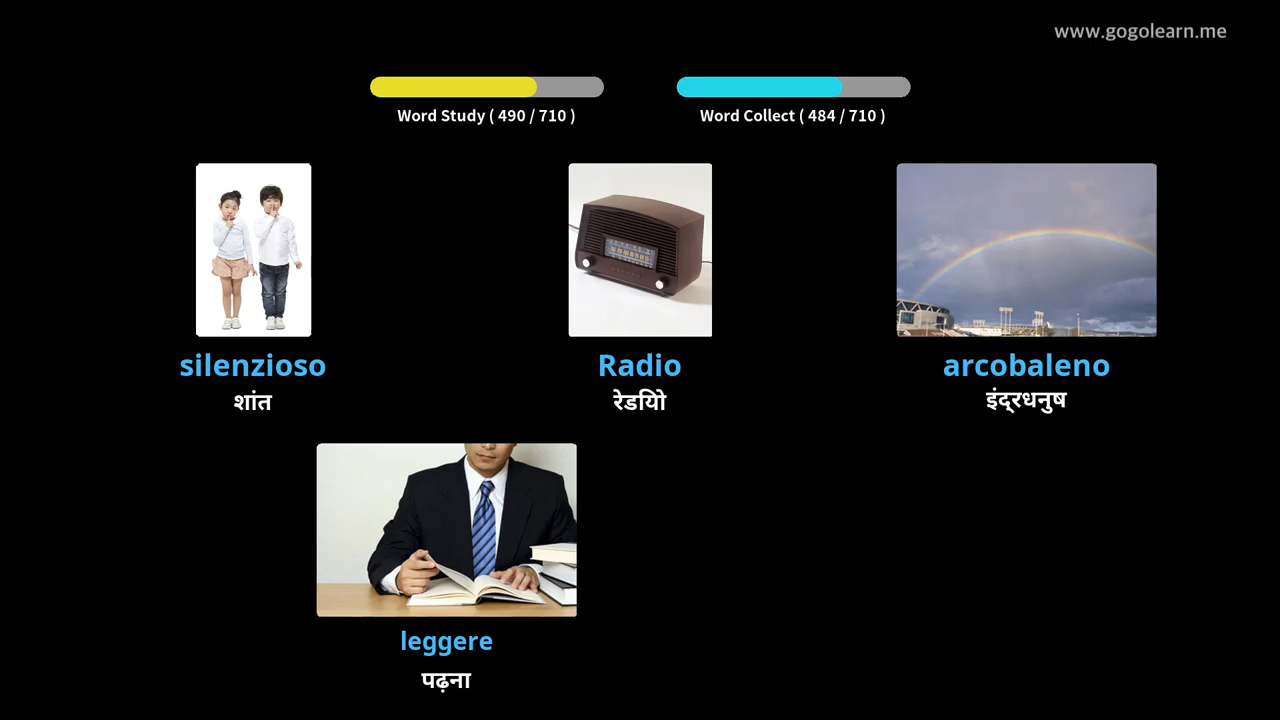 www.gogolearn.me
Word Study ( 490 / 710 )
Word Collect ( 484 / 710 )
silenzioso
Radio
arcobaleno
शांत
रेडियो
इंद्रधनुष
leggere
पढ़ना